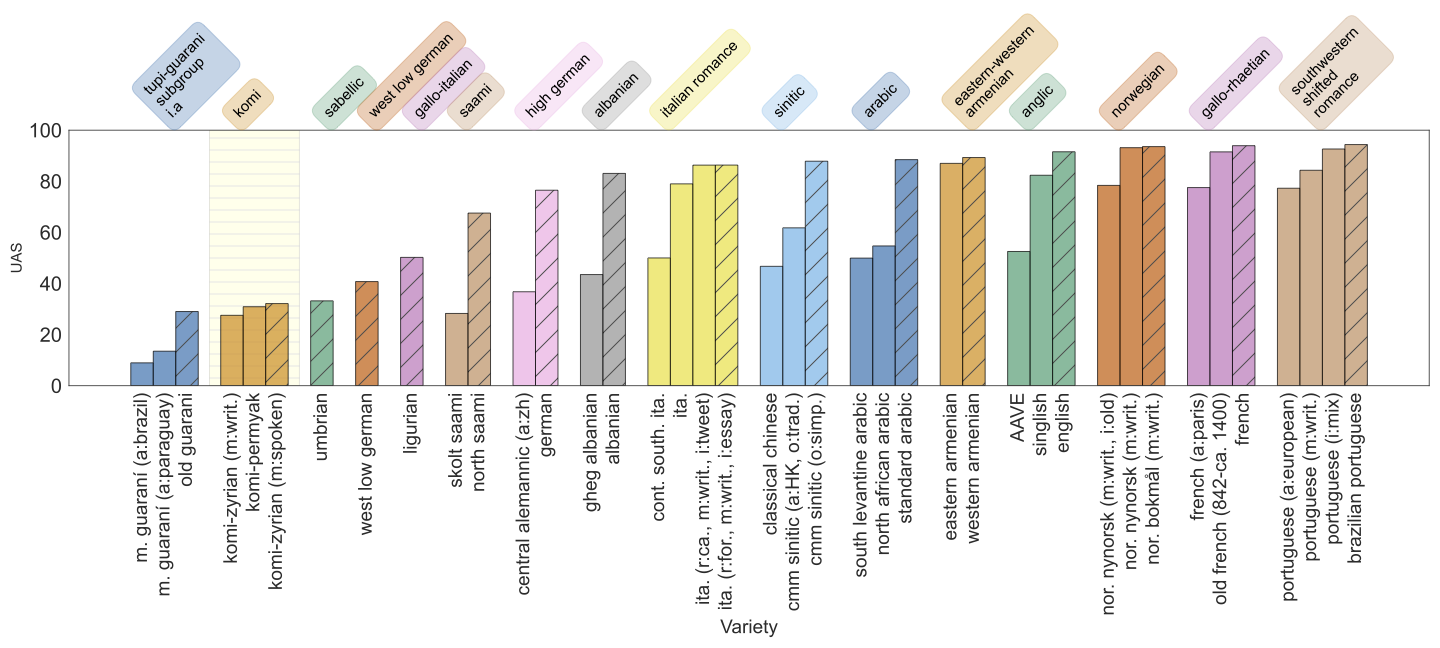 tupi-guarani
subgroup
i.a
komi
sabellic
west low german
gallo-italian
saami
high german
albanian
italian romance
sinitic
arabic
eastern-western
armenian
anglic
norwegian
gallo-rhaetian
southwestern
shifted
romance
100
80
60
40
20
0
UAS
m. guaraní (a:brazil)
m. guaraní (a:paraguay)
old guarani
komi-zyrian (m:writ.)
komi-permyak
komi-zyrian (m:spoken)
umbrian
west low german
ligurian
skolt saami
north saami
central alemannic (a:zh)
german
gheg albanian
albanian
cont. south. ita.
ita.
ita. (r:ca., m:writ., i:tweet)
ita. (r:for., m:writ., i:essay)
classical chinese
cmm sinitic (a:HK, o:trad.)
cmm sinitic (o:simp.)
south levantine arabic
north african arabic
standard arabic
eastern armenian
western armenian
AAVE
singlish
english
nor. nynorsk (m:writ., i:old)
nor. nynorsk (m:writ.)
nor. bokmål (m:writ.)
french (a:paris)
old french (842-ca. 1400)
french
portuguese (a:european)
portuguese (m:writ.)
portuguese (i:mix)
brazilian portuguese
Variety